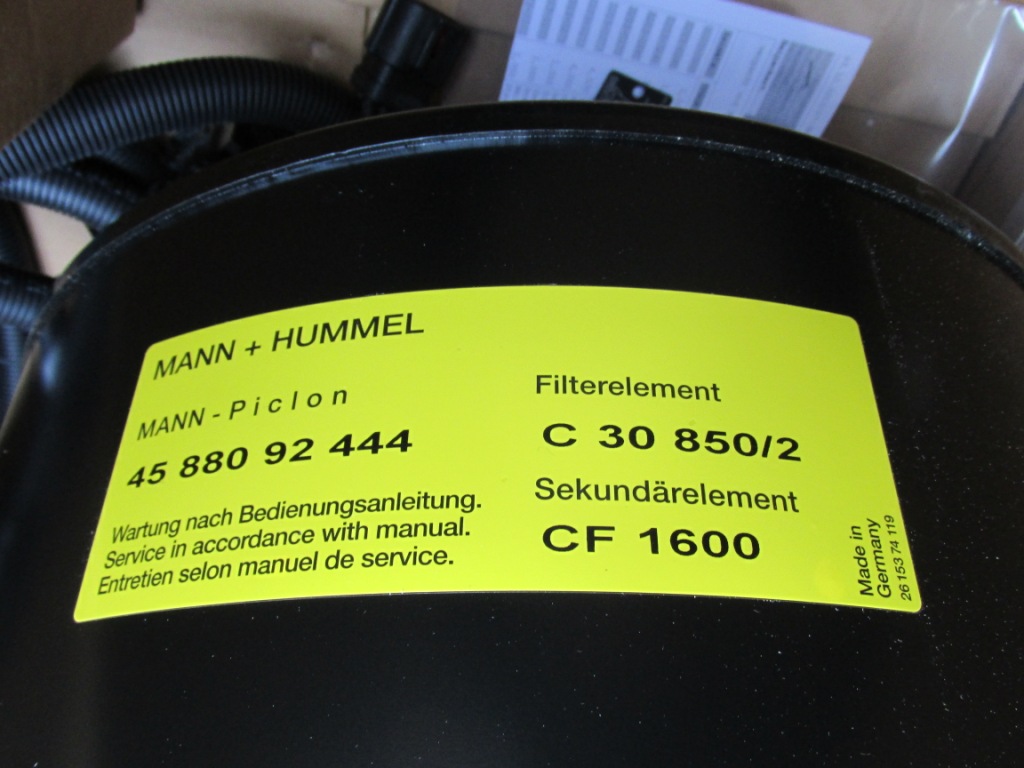 MANN + HUMMEL
MANN - Piclon
45 880 92 444
Wartung nach Bedienungsanleitung.
Service in accordance with manual.
Entretien selon manuel de service.
Filterelement
C 30 850/2
Sekundärelement
CF 1600
Made in
Germany
26 153 74 119